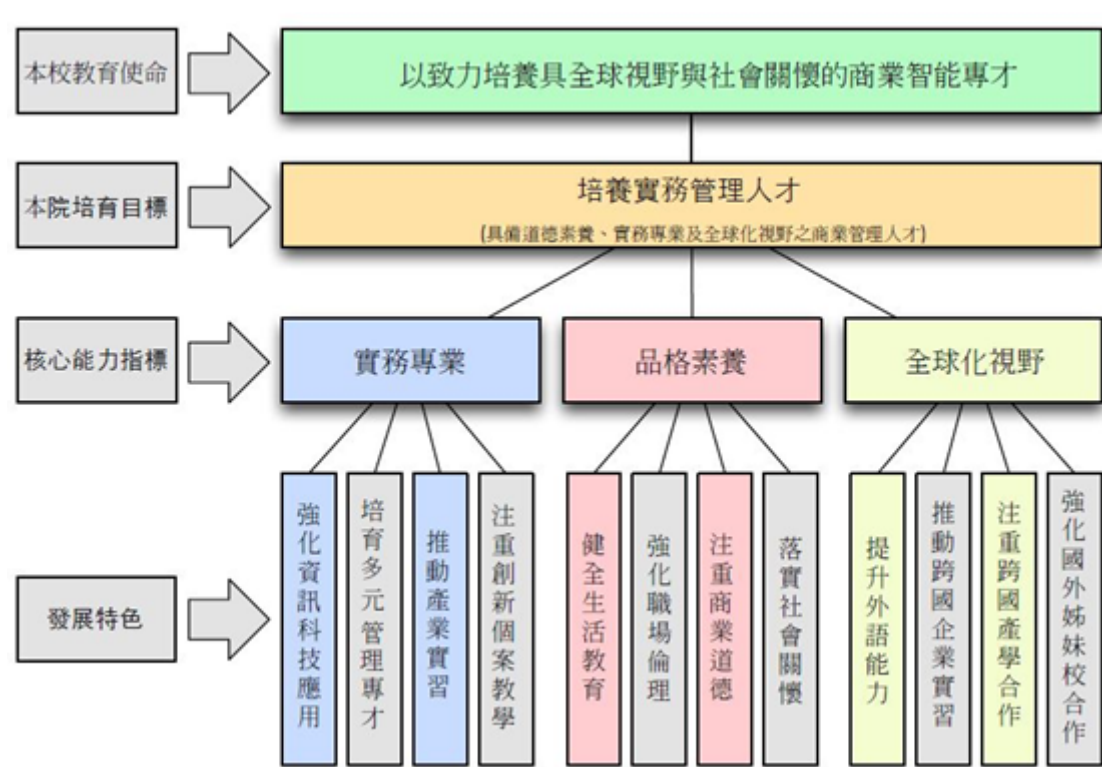 本校教育使命
以致力培養具全球視野與社會關懷的商業智能專才
本院培育目標
培養實務管理人才
(具備道德素養、實務專業及全球化視野之商業管理人才)
核心能力指標
實務專業
品格素養
全球化視野
發展特色
強化資訊科技應用
培育多元管理專才
推動產業實習
注重創新個案教學
健全生活教育
強化職場倫理
注重商業道德
落實社會關懷
提升外語能力
推動跨國企業實習
注重跨國產學合作
強化國外姊妹校合作